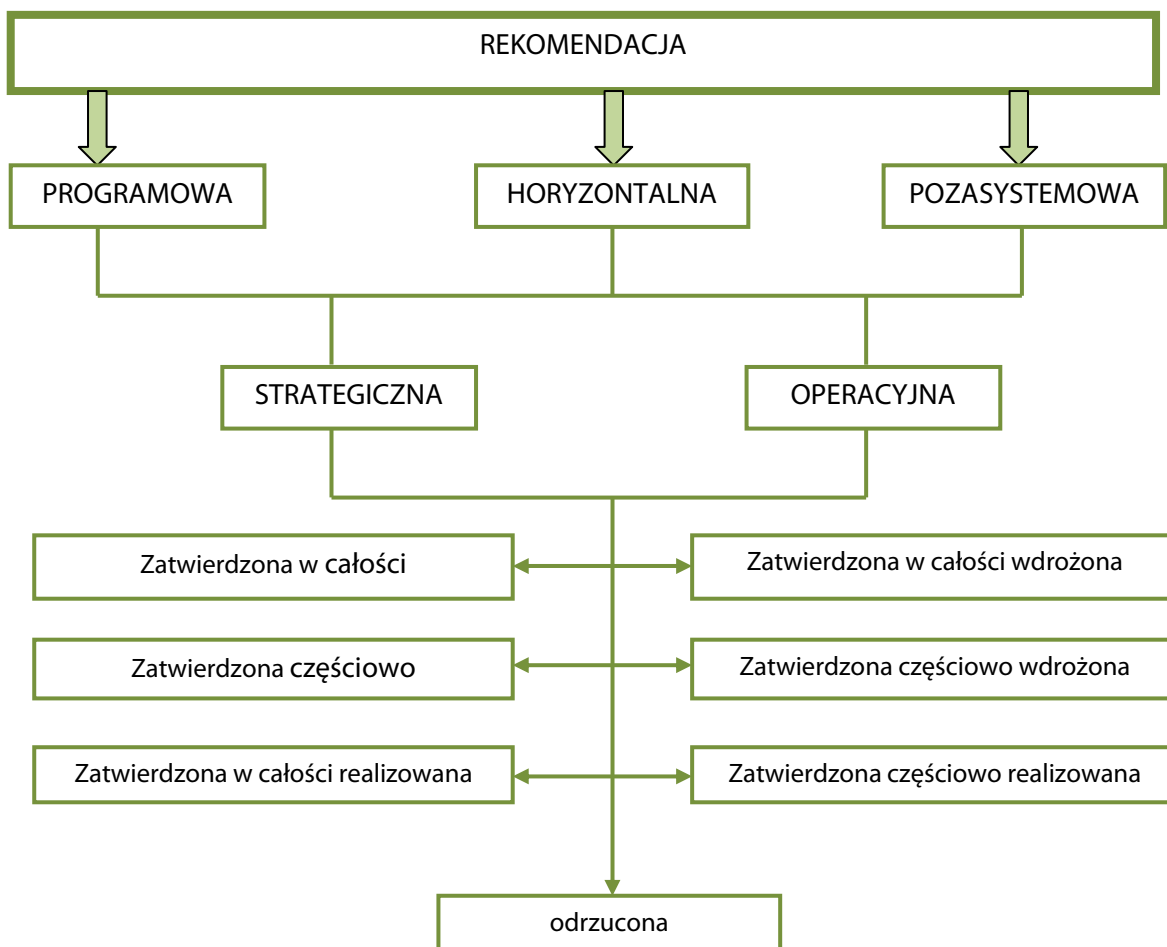 REKOMENDACJA
PROGRAMOWA
HORYZONTALNA
POZASYSTEMOWA
STRATEGICZNA
OPERACYJNA
Zatwierdzona w całości
Zatwierdzona w całości wdrożona
Zatwierdzona częściowo
Zatwierdzona częściowo wdrożona
Zatwierdzona w całości realizowana
Zatwierdzona częściowo realizowana
odrzucona